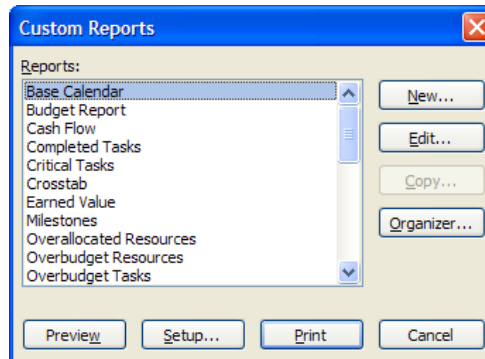 Custom Reports
Reports:
Base Calendar
Budget Report
Cash Flow
Completed Tasks
Critical Tasks
Crosstab
Earned Value
Milestones
Overallocated Resources
Overbudget Resources
Overbudget Tasks
New...
Edit...
Copy...
Organizer...
Preview
Setup...
Print
Cancel